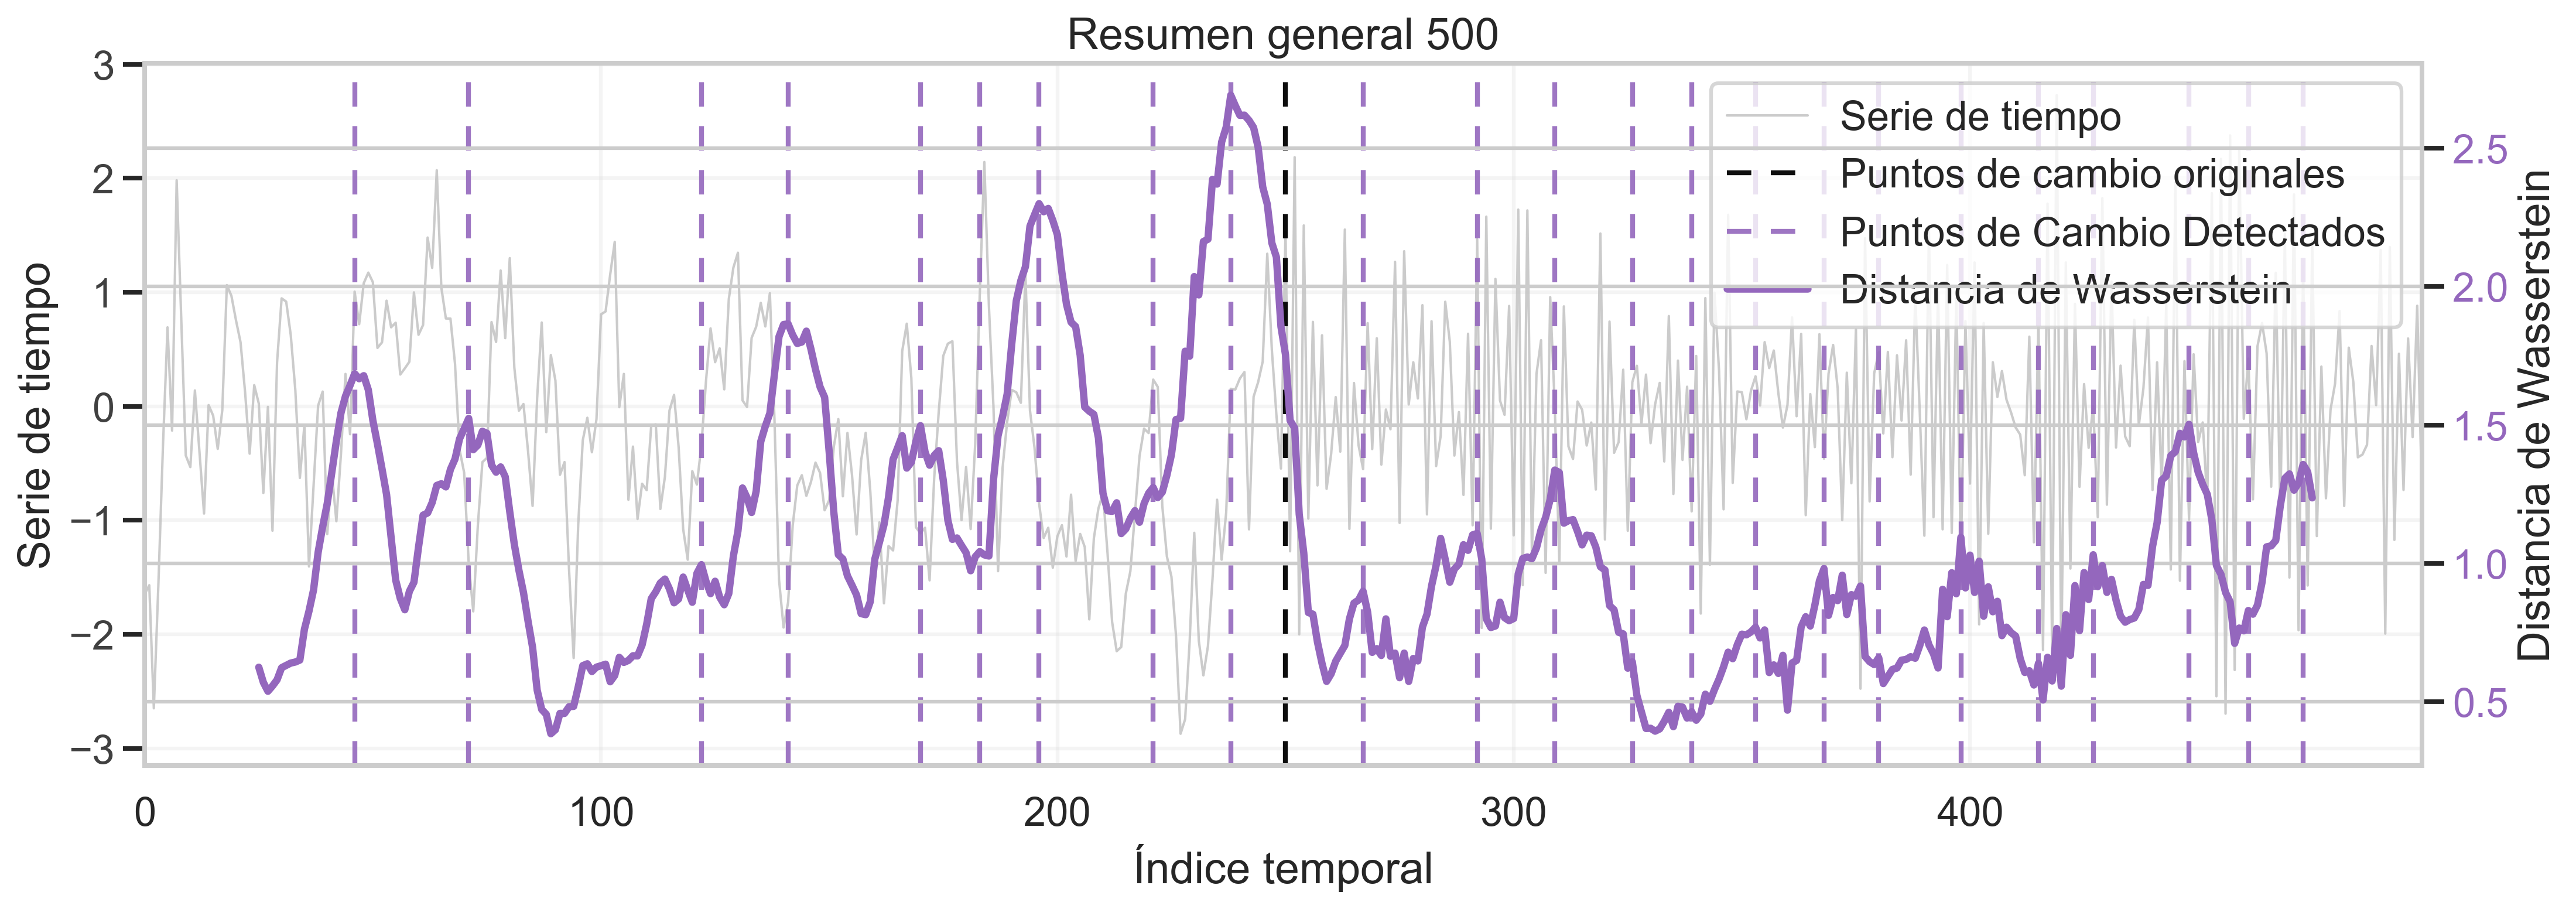 Resumen general 500
3
2
1
0
−1
−2
−3
Serie de tiempo
Serie de tiempo
Puntos de cambio originales
Puntos de Cambio Detectados
Distancia de Wasserstein
2.5
2.0
1.5
1.0
0.5
Distancia de Wasserstein
0 100 200 300 400
Índice temporal